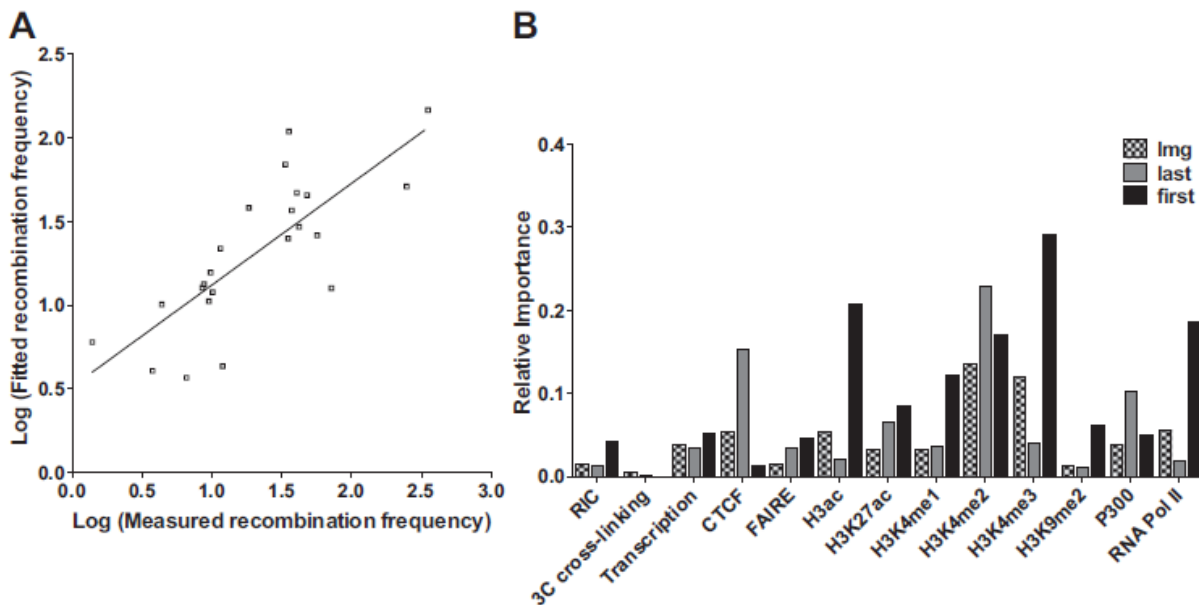 A
Log (Fitted recombination frequency)
2.5
2.0
1.5
1.0
0.5
0.0
0.0 0.5 1.0 1.5 2.0 2.5 3.0
Log (Measured recombination frequency)
B
Relative Importance
0.4
0.3
0.2
0.1
0.0
lmg
last
first
RIC
3C cross-linking
Transcription
CTCF
FAIRE
H3ac
H3K27ac
H3K4me1
H3K4me2
H3K4me3
H3K9me2
P300
RNA Pol II